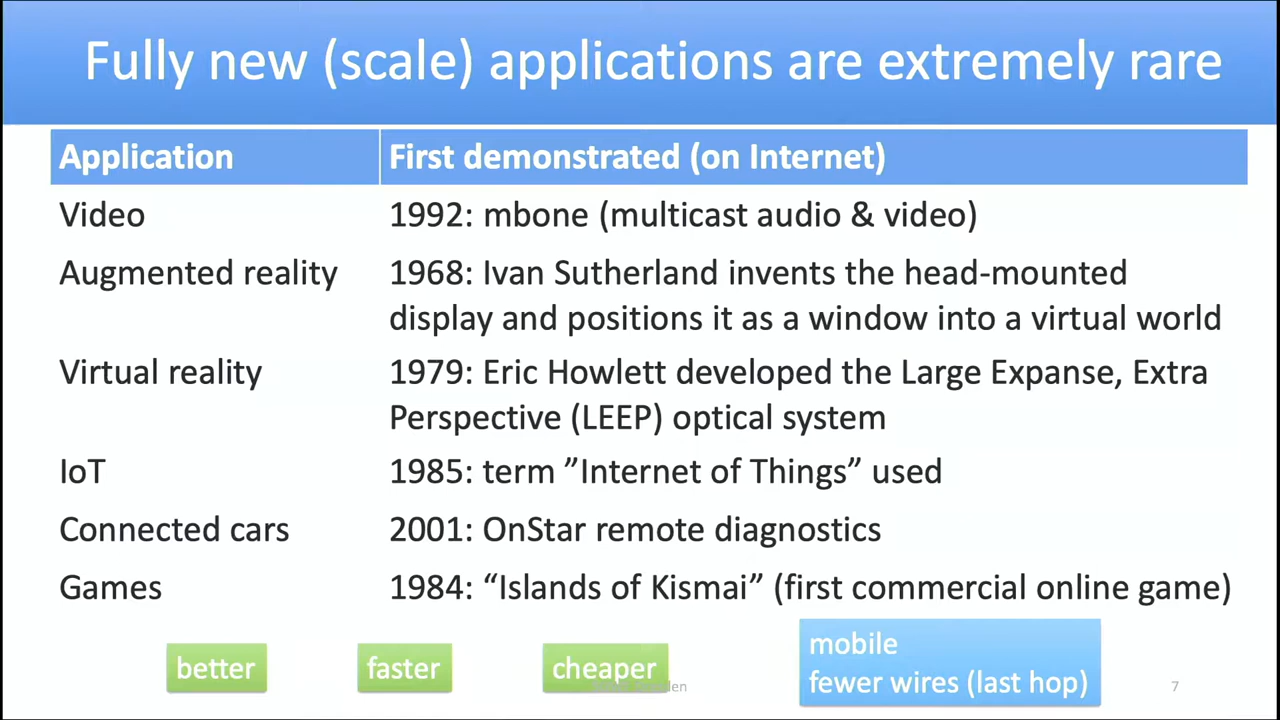 Fully new (scale) applications are extremely rare
Application
First demonstrated (on Internet)
Video
1992: mbone (multicast audio & video)
Augmented reality
1968: Ivan Sutherland invents the head-mounted
display and positions it as a window into a virtual world
Virtual reality
1979: Eric Howlett developed the Large Expanse, Extra
Perspective (LEEP) optical system
IoT
1985: term ”Internet of Things” used
Connected cars
2001: OnStar remote diagnostics
Games
1984: “Islands of Kismai” (first commercial online game)
better
faster
cheaper
mobile
fewer wires (last hop)
7